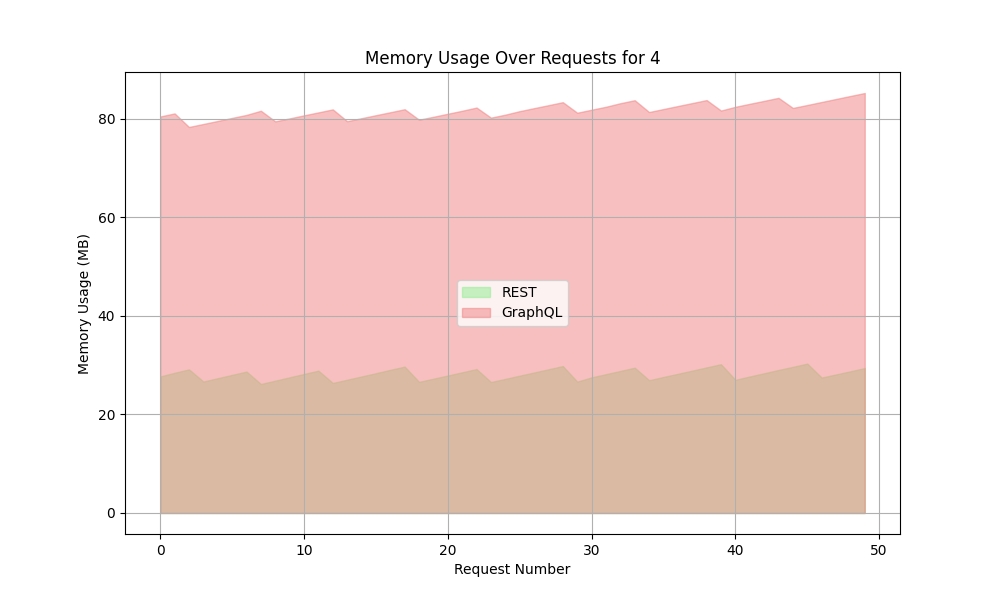 Memory Usage Over Requests for 4
Memory Usage (MB)
80
60
40
20
0
REST
GraphQL
0 10 20 30 40 50
Request Number